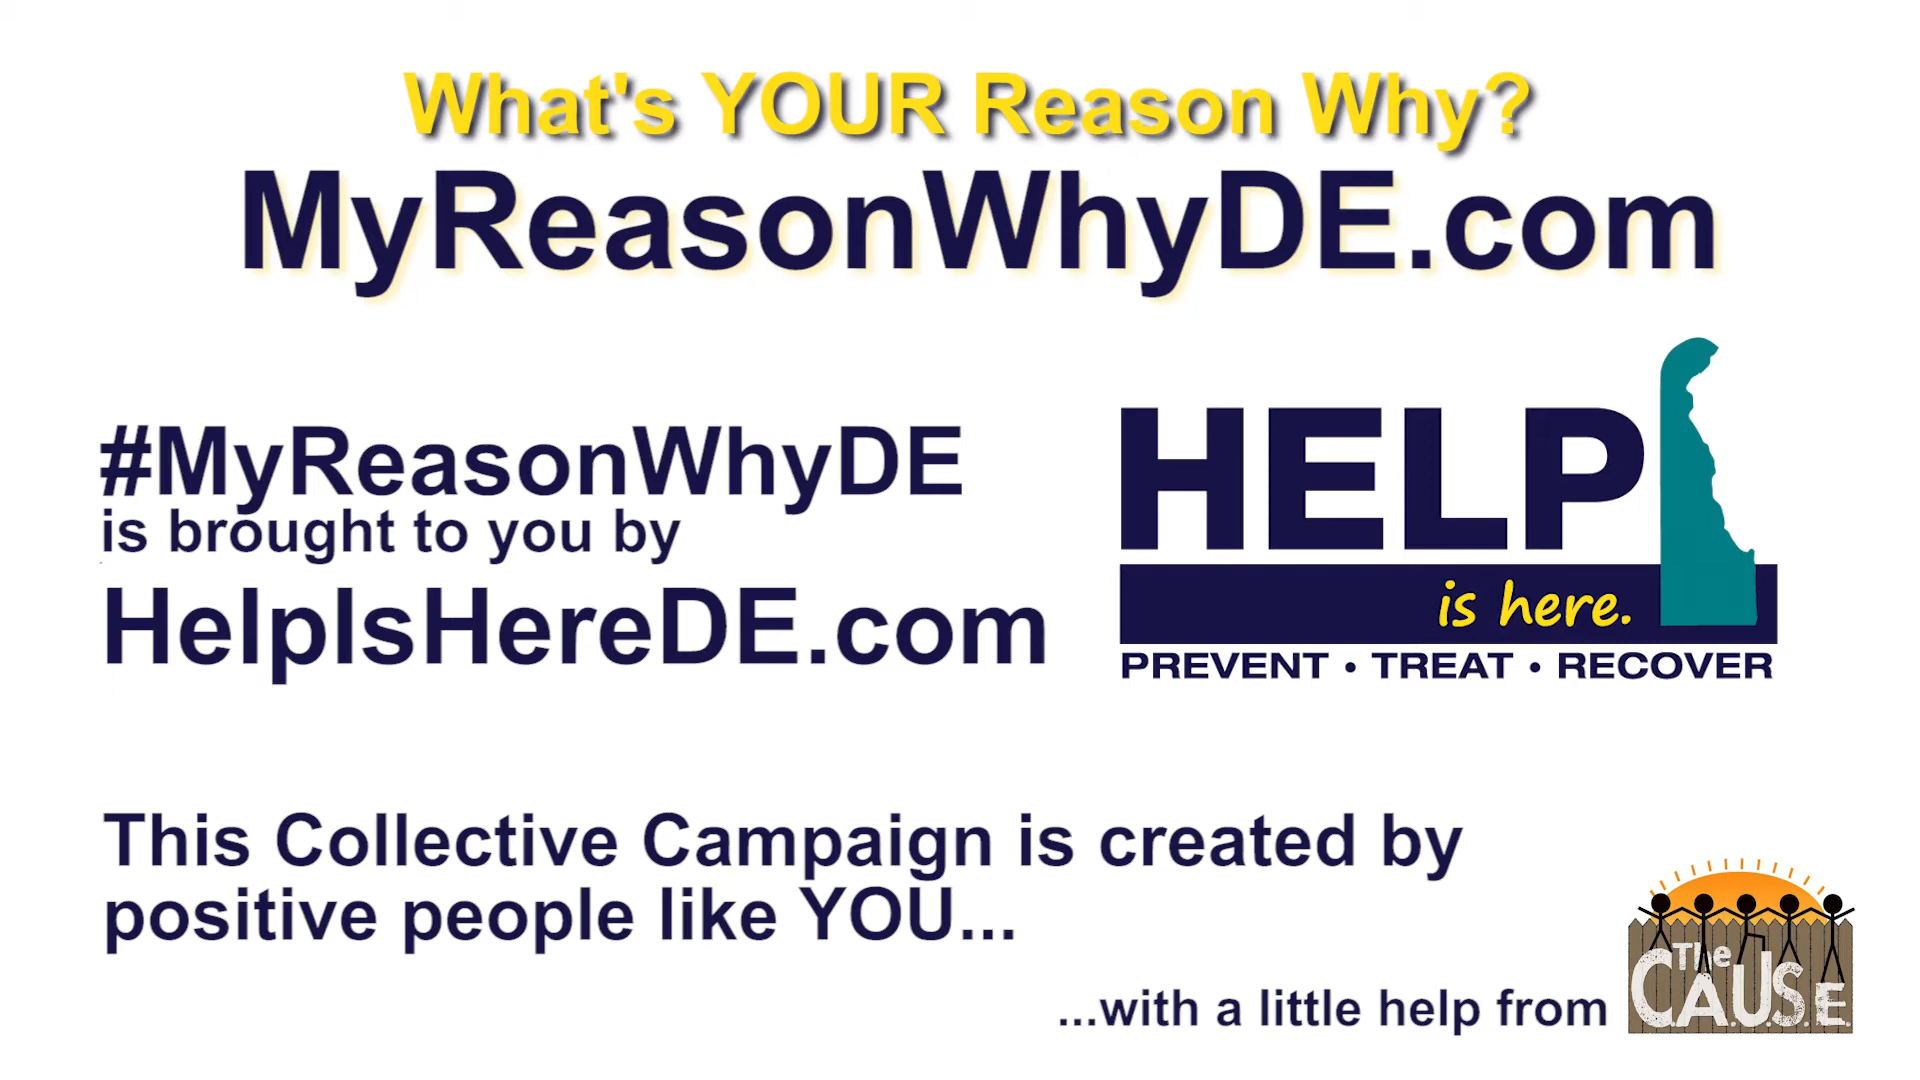 What's YOUR Reason Why?
MyReasonWhyDE.com
#MyReasonWhyDE
is brought to you by
HelpIsHereDE.com
HELP
is here.
PREVENT • TREAT • RECOVER
This Collective Campaign is created by
positive people like YOU...
...with a little help from
The
C.A.U.S.E.